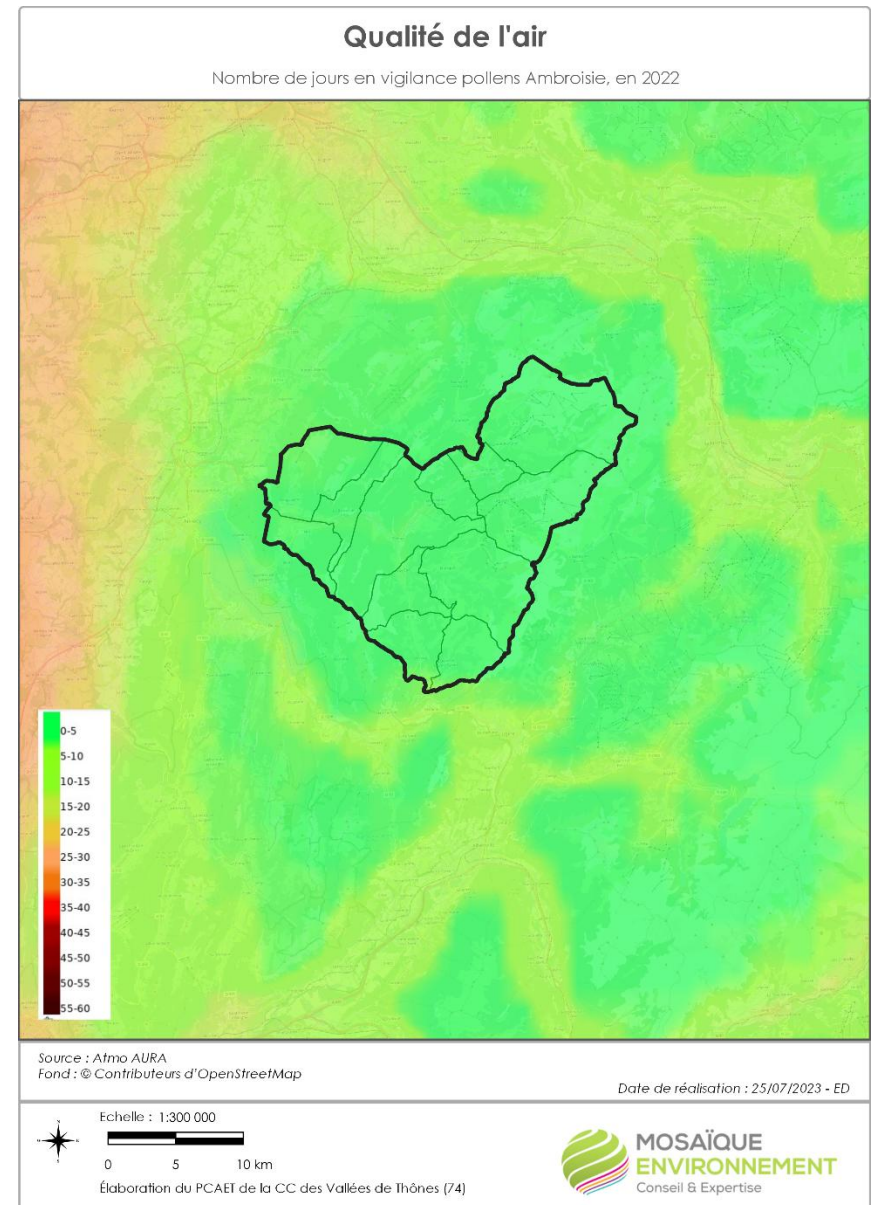 Qualité de l'air
Nombre de jours en vigilance pollens Ambroisie, en 2022
0-5
5-10
10-15
15-20
20-25
25-30
30-35
35-40
40-45
45-50
50-55
55-60
Source : Atmo AURA
Fond : © Contributeurs d'OpenStreetMap
Date de réalisation : 25/07/2023 - ED
Echelle : 1:300 000
0 5 10 km
Élaboration du PCAET de la CC des Vallées de Thônes (74)
MOSAÏQUE
ENVIRONNEMENT
Conseil & Expertise